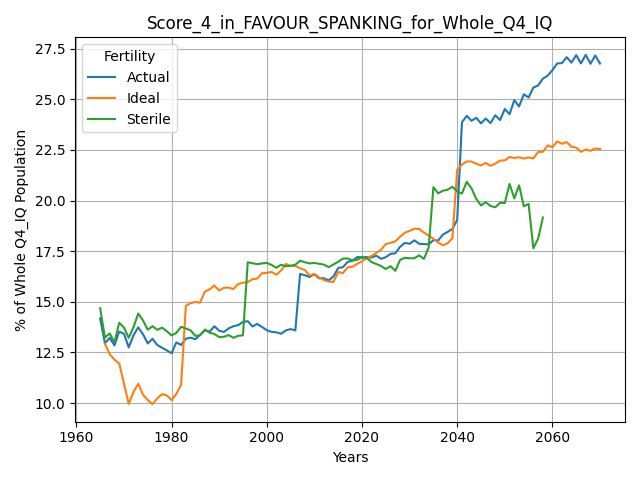 Score_4_in_FAVOUR_SPANKING_for_Whole_Q4_IQ
Fertility
Actual
Ideal
Sterile
% of Whole Q4_IQ Population
27.5
25.0
22.5
20.0
17.5
15.0
12.5
10.0
1960 1980 2000 2020 2040 2060
Years